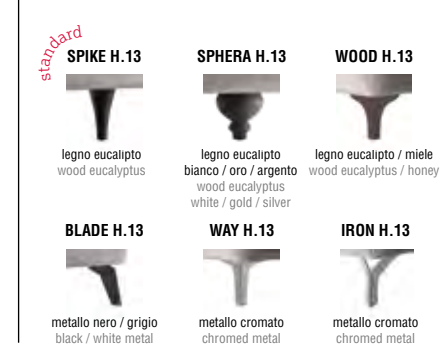 standard
SPIKE H.13
legno eucalipto
wood eucalyptus
SPHERA H.13
legno eucalipto
bianco / oro / argento
wood eucalyptus
white / gold / silver
WOOD H.13
legno eucalipto / miele
wood eucalyptus / honey
BLADE H.13
metallo nero / grigio
black / white metal
WAY H.13
metallo cromato
chromed metal
IRON H.13
metallo cromato
chromed metal